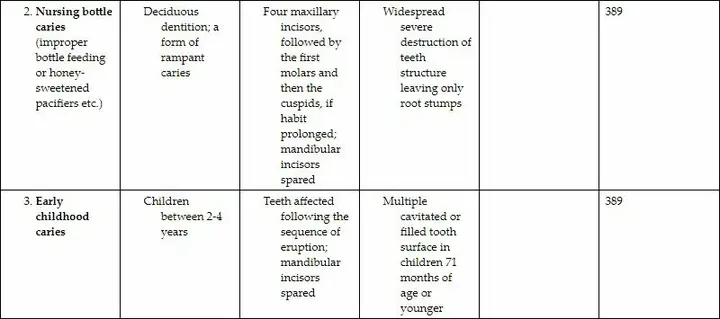 2. Nursing bottle
caries
(improper
bottle feeding
or honey-
sweetened
pacifiers etc.)
Deciduous
dentition; a
form of
rampant
caries
Four maxillary
incisors,
followed by
the first
molars and
then the
cuspids, if
habit
prolonged;
mandibular
incisors
spared
Widespread
severe
destruction of
teeth
structure
leaving only
root stumps
389
3. Early
childhood
caries
Children
between 2-4
years
Teeth affected
following the
sequence of
eruption;
mandibular
incisors
spared
Multiple
cavitated or
filled tooth
surface in
children 71
months of
age or
younger
389